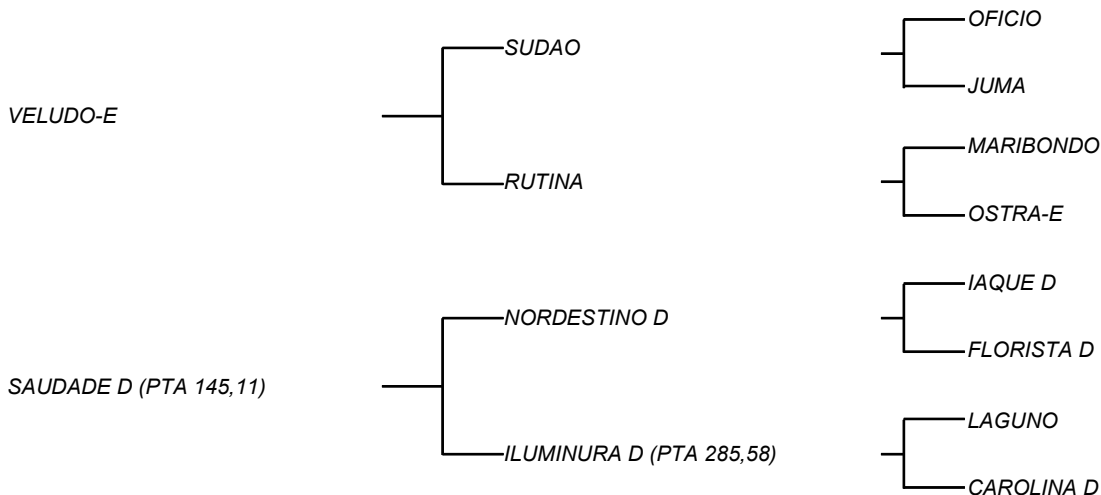 OFICIO
SUDAO
JUMA
VELUDO-E
MARIBONDO
RUTINA
OSTRA-E
IAQUE D
NORDESTINO D
FLORISTA D
SAUDADE D (PTA 145,11)
LAGUNO
ILUMINURA D (PTA 285,58)
CAROLINA D